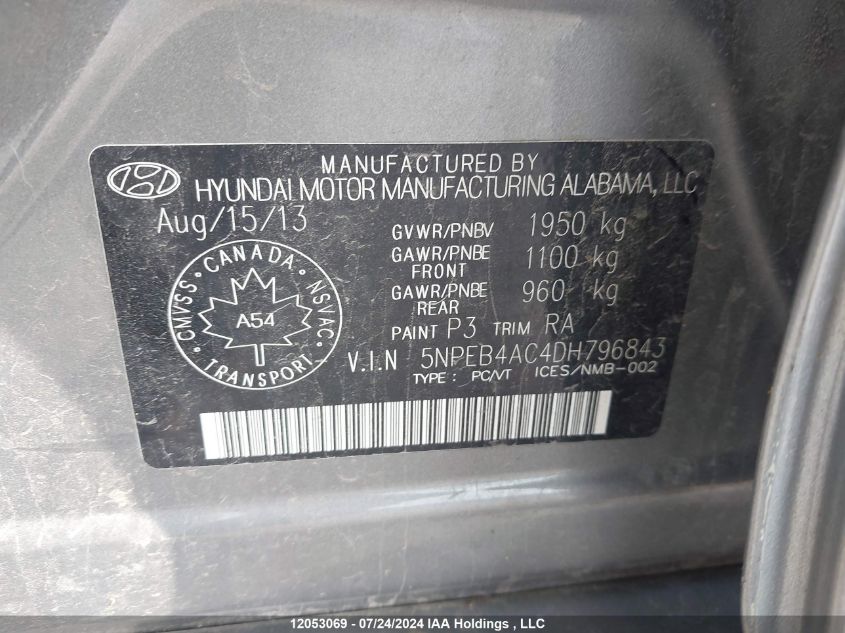 MANUFACTURED BY
HYUNDAI MOTOR MANUFACTURING ALABAMA, LLC
Aug/15/13
GVWR/PNBV 1950 kg
GAWR/PNBE FRONT 1100 kg
GAWR/PNBE REAR 960 kg
PAINT P3 TRIM RA
V.I.N 5NPEB4AC4DH796843
TYPE: PC/VT ICES/NMB-002
CANADA
CMVSS NSVAC
A54
TRANSPORT
12053069 - 07/24/2024 IAA Holdings , LLC